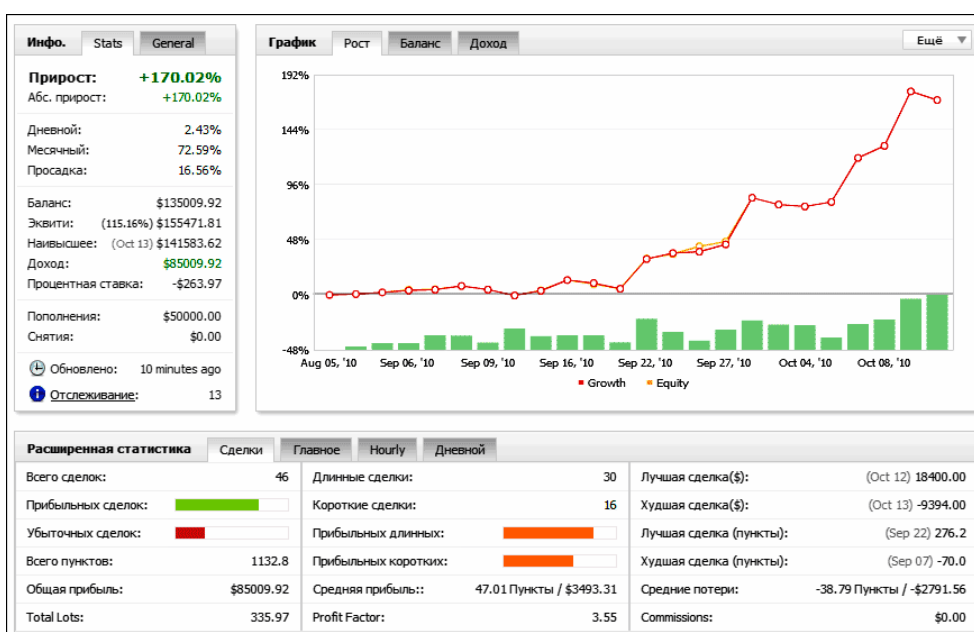 Инфо. Stats General
Прирост: +170.02%
Абс. прирост: +170.02%
Дневной: 2.43%
Месячный: 72.59%
Просадка: 16.56%
Баланс: $135009.92
Эквити: (115.16%) $155471.81
Наивысшее: (Oct 13) $141583.62
Доход: $85009.92
Процентная ставка: -$263.97
Пополнения: $50000.00
Снятия: $0.00
Обновлено: 10 minutes ago
Отслеживание: 13
График Рост Баланс Доход Ещё
192%
144%
96%
48%
0%
-48%
Aug 05, '10 Sep 06, '10 Sep 09, '10 Sep 16, '10 Sep 22, '10 Sep 27, '10 Oct 04, '10 Oct 08, '10
Growth Equity
Расширенная статистика Сделки Главное Hourly Дневной
Всего сделок: 46 Длинные сделки: 30 Лучшая сделка($): (Oct 12) 18400.00
Прибыльных сделок: Короткие сделки: 16 Худшая сделка($): (Oct 13) -9394.00
Убыточных сделок: Прибыльных длинных: Лучшая сделка (пункты): (Sep 22) 276.2
Всего пунктов: 1132.8 Прибыльных коротких: Худшая сделка (пункты): (Sep 07) -70.0
Общая прибыль: $85009.92 Средняя прибыль:: 47.01 Пункты / $3493.31 Средние потери: -38.79 Пункты / -$2791.56
Total Lots: 335.97 Profit Factor: 3.55 Commissions: $0.00